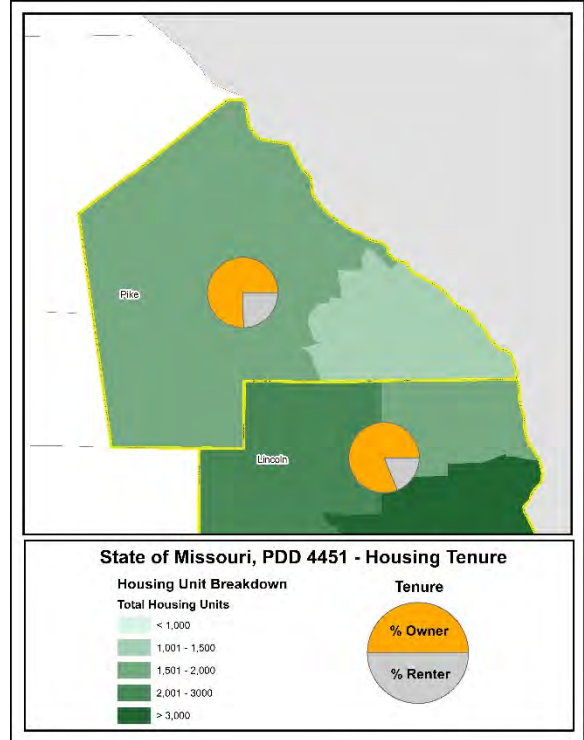 Pike
Lincoln
State of Missouri, PDD 4451 - Housing Tenure
Housing Unit Breakdown
Total Housing Units
< 1,000
1,001 - 1,500
1,501 - 2,000
2,001 - 3000
> 3,000
Tenure
% Owner
% Renter